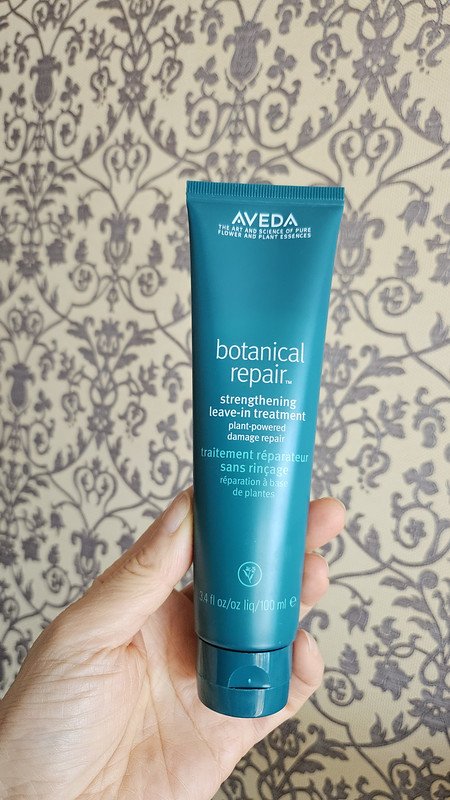 AVEDA
THE ART AND SCIENCE OF PURE
FLOWER AND PLANT ESSENCES
botanical
repair™
strengthening
leave-in treatment
plant-powered
damage repair
traitement réparateur
sans rinçage
réparation à base
de plantes
3.4 fl oz/oz liq/100 ml ℮